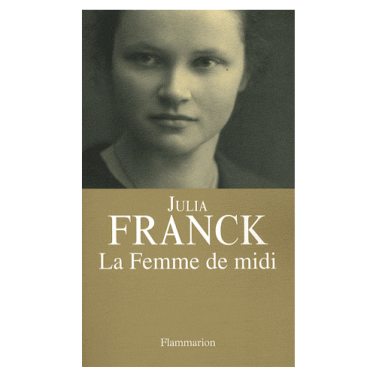 JULIA
FRANCK
La Femme de midi
Flammarion